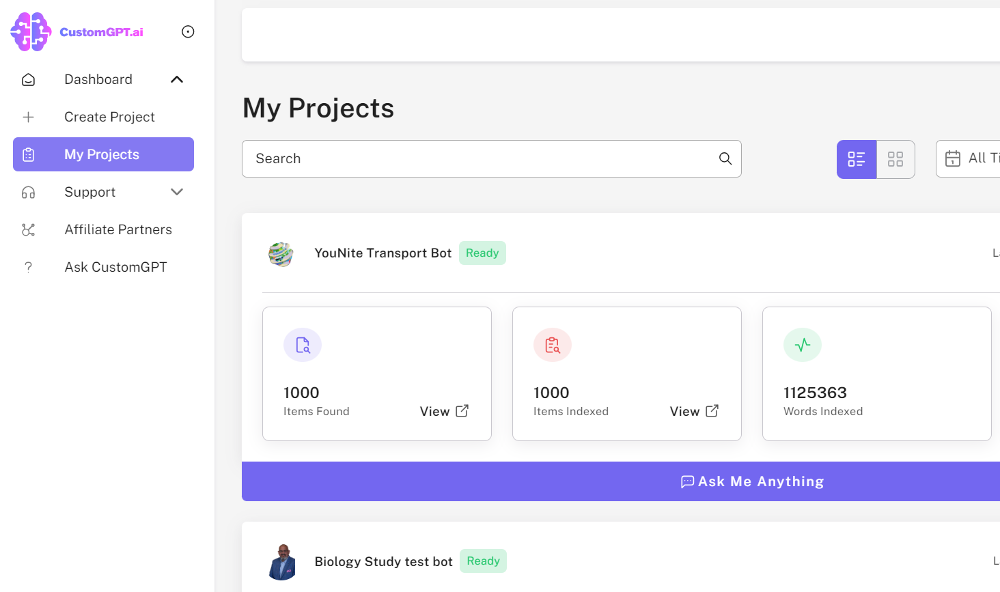 CustomGPT.ai
Dashboard
Create Project
My Projects
Support
Affiliate Partners
Ask CustomGPT
My Projects
Search
All Ti
YouNite Transport Bot Ready
1000
Items Found
View
1000
Items Indexed
View
1125363
Words Indexed
Ask Me Anything
Biology Study test bot Ready